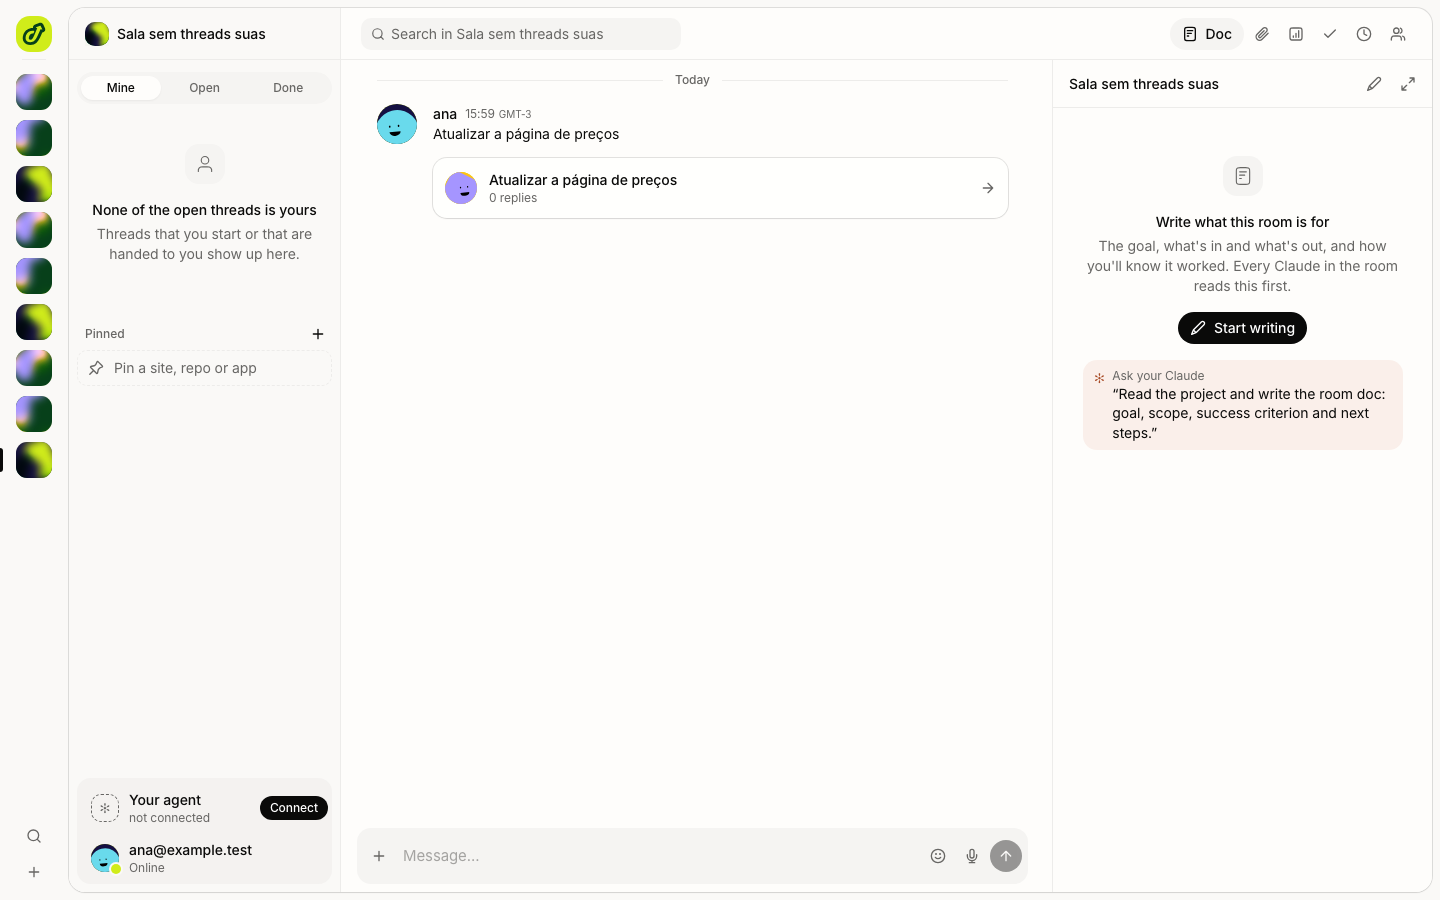 Sala sem threads suas
Search in Sala sem threads suas
Doc
Mine
Open
Done
None of the open threads is yours
Threads that you start or that are
handed to you show up here.
Pinned
Pin a site, repo or app
Your agent
not connected
Connect
ana@example.test
Online
Today
ana 15:59 GMT-3
Atualizar a página de preços
Atualizar a página de preços
0 replies
Message...
Sala sem threads suas
Write what this room is for
The goal, what's in and what's out, and how
you'll know it worked. Every Claude in the room
reads this first.
Start writing
Ask your Claude
“Read the project and write the room doc:
goal, scope, success criterion and next
steps.”